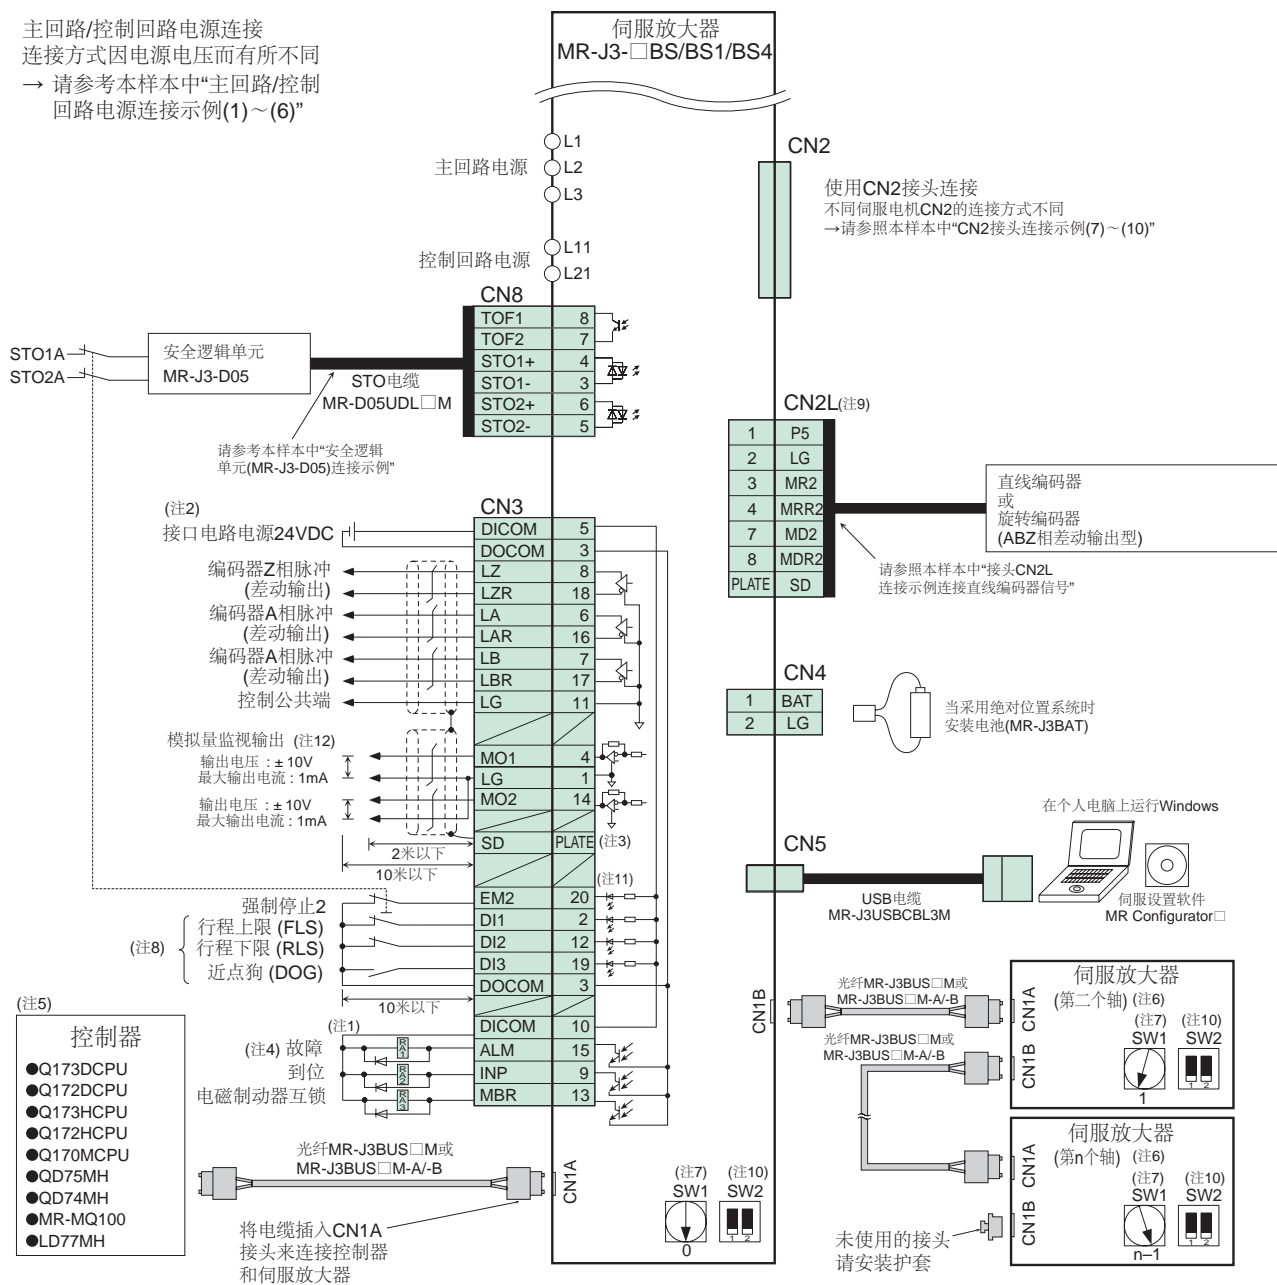 主回路/控制回路电源连接
连接方式因电源电压而有所不同
→ 请参考本样本中“主回路/控制
回路电源连接示例(1)～(6)”
伺服放大器
MR-J3-□BS/BS1/BS4
L1
主回路电源
L2
L3
L11
控制回路电源
L21
CN2
使用CN2接头连接
不同伺服电机CN2的连接方式不同
→请参照本样本中“CN2接头连接示例(7)～(10)”
CN8
TOF1 8
TOF2 7
STO1+ 4
STO1- 3
STO2+ 6
STO2- 5
STO1A
STO2A
安全逻辑单元
MR-J3-D05
STO电缆
MR-D05UDL□M
请参考本样本中“安全逻辑
单元(MR-J3-D05)连接示例”
CN2L(注9)
1 P5
2 LG
3 MR2
4 MRR2
7 MD2
8 MDR2
PLATE SD
直线编码器
或
旋转编码器
(ABZ相差动输出型)
请参照本样本中“接头CN2L
连接示例连接直线编码器信号”
CN3
(注2)
接口电路电源24VDC
DICOM 5
DOCOM 3
编码器Z相脉冲
(差动输出)
LZ 8
LZR 18
编码器A相脉冲
(差动输出)
LA 6
LAR 16
编码器A相脉冲
(差动输出)
LB 7
LBR 17
控制公共端
LG 11
模拟量监视输出 (注12)
输出电压 : ± 10V
最大输出电流 : 1mA
MO1 4
LG 1
输出电压 : ± 10V
最大输出电流 : 1mA
MO2 14
SD PLATE (注3)
2米以下
10米以下
(注11)
强制停止2
EM2 20
(注8)
行程上限 (FLS)
DI1 2
行程下限 (RLS)
DI2 12
近点狗 (DOG)
DI3 19
DOCOM 3
10米以下
(注1)
DICOM 10
(注4) 故障
RA1
ALM 15
到位
RA2
INP 9
电磁制动器互锁
RA3
MBR 13
CN4
1 BAT
2 LG
当采用绝对位置系统时
安装电池(MR-J3BAT)
在个人电脑上运行Windows
CN5
USB电缆
MR-J3USBCBL3M
伺服设置软件
MR Configurator□
(注5)
控制器
●Q173DCPU
●Q172DCPU
●Q173HCPU
●Q172HCPU
●Q170MCPU
●QD75MH
●QD74MH
●MR-MQ100
●LD77MH
光纤MR-J3BUS□M或
MR-J3BUS□M-A/-B
CN1A
将电缆插入CN1A
接头来连接控制器
和伺服放大器
(注7)
SW1
0
(注10)
SW2
1 2
CN1B
光纤MR-J3BUS□M或
MR-J3BUS□M-A/-B
CN1A
伺服放大器
(第二个轴) (注6)
(注7)
SW1
1
(注10)
SW2
1 2
光纤MR-J3BUS□M或
MR-J3BUS□M-A/-B
CN1B
CN1A
伺服放大器
(第n个轴) (注6)
(注7)
SW1
n–1
(注10)
SW2
1 2
CN1B
未使用的接头
请安装护套